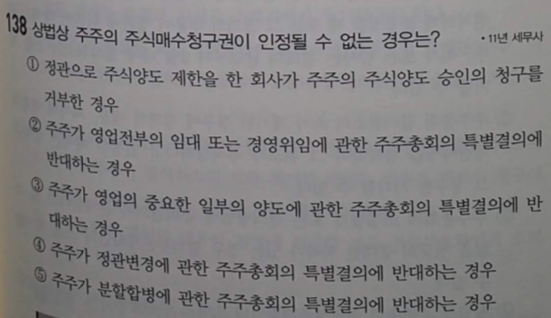 138 상법상 주주의 주식매수청구권이 인정될 수 없는 경우는? • 11년 세무사
① 정관으로 주식양도 제한을 한 회사가 주주의 주식양도 승인의 청구를
거부한 경우
② 주주가 영업전부의 임대 또는 경영위임에 관한 주주총회의 특별결의에
반대하는 경우
③ 주주가 영업의 중요한 일부의 양도에 관한 주주총회의 특별결의에 반
대하는 경우
④ 주주가 정관변경에 관한 주주총회의 특별결의에 반대하는 경우
⑤ 주주가 분할합병에 관한 주주총회의 특별결의에 반대하는 경우